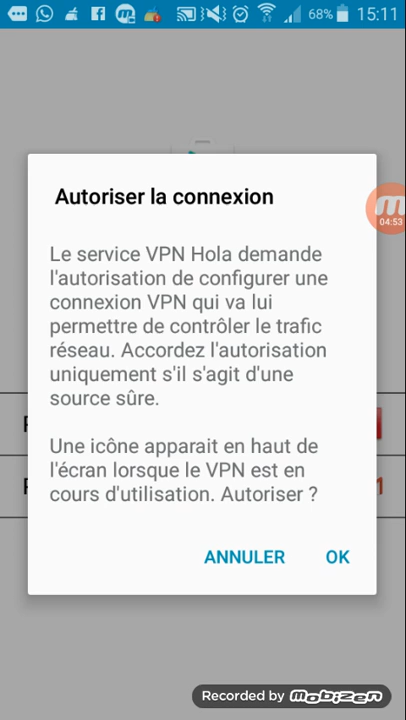 68% 15:11
Autoriser la connexion
04:53
Le service VPN Hola demande
l'autorisation de configurer une
connexion VPN qui va lui
permettre de contrôler le trafic
réseau. Accordez l'autorisation
uniquement s'il s'agit d'une
source sûre.
Une icône apparait en haut de
l'écran lorsque le VPN est en
cours d'utilisation. Autoriser ?
ANNULER OK
Recorded by Mobizen